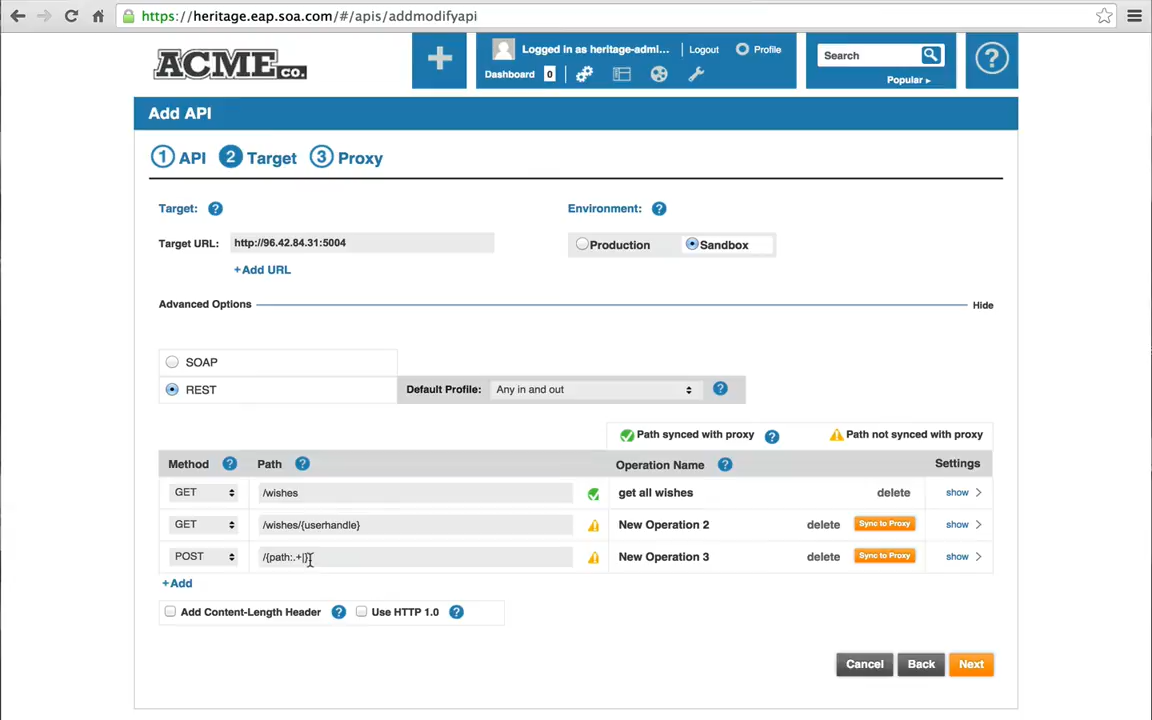 https://heritage.eap.soa.com/#/apis/addmodifyapi
ACME CO.
Logged in as heritage-admi... Logout Profile
Dashboard 0
Search
Popular ▸
?
Add API
1 API 2 Target 3 Proxy
Target: ? Environment: ?
Target URL: http://96.42.84.31:5004 Production Sandbox
+Add URL
Advanced Options Hide
SOAP
REST Default Profile: Any in and out ?
Path synced with proxy ? Path not synced with proxy
Method ? Path ? Operation Name ? Settings
GET /wishes get all wishes delete show >
GET /wishes/{userhandle} New Operation 2 delete Sync to Proxy show >
POST /{path:.+|} New Operation 3 delete Sync to Proxy show >
+Add
Add Content-Length Header ? Use HTTP 1.0 ?
Cancel Back Next